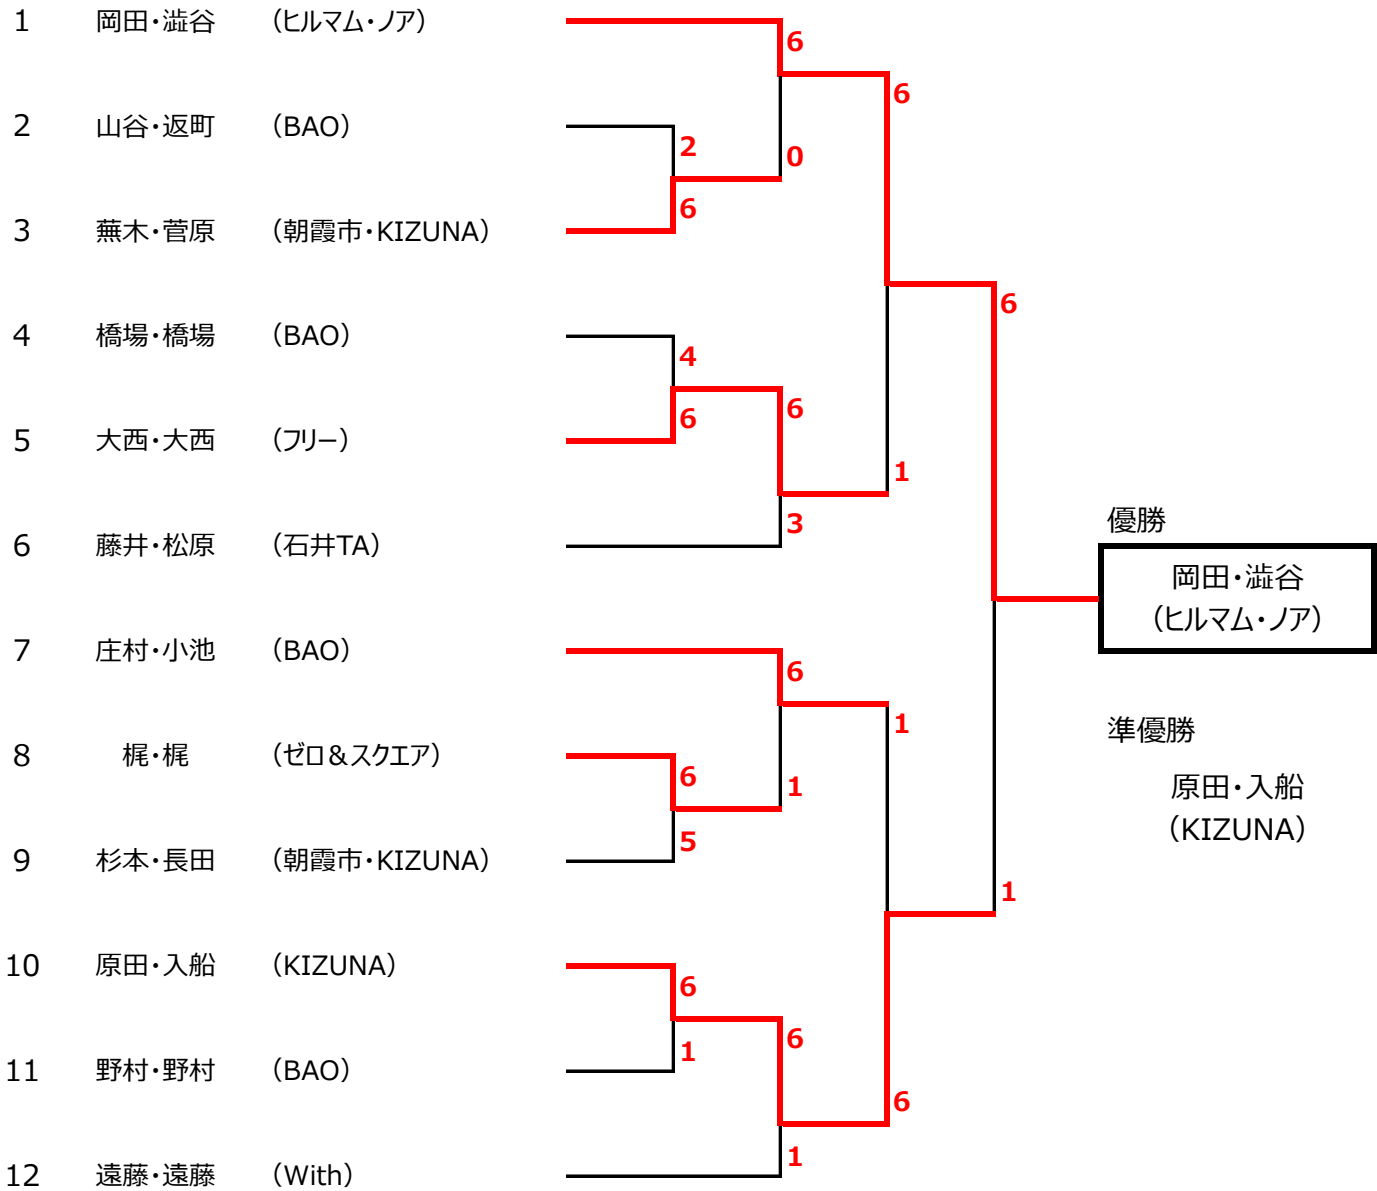 1 岡田・澁谷 （ヒルマム・ノア）
6
6
2 山谷・返町 （BAO）
2
0
6
3 蕪木・菅原 （朝霞市・KIZUNA）
6
4 橋場・橋場 （BAO）
4
6
6
5 大西・大西 （フリー）
1
3
6 藤井・松原 （石井TA）
優勝
岡田・澁谷
（ヒルマム・ノア）
7 庄村・小池 （BAO）
6
1
準優勝
8 梶・梶 （ゼロ＆スクエア）
6
1
原田・入船
（KIZUNA）
5
9 杉本・長田 （朝霞市・KIZUNA）
1
10 原田・入船 （KIZUNA）
6
6
1
11 野村・野村 （BAO）
6
1
12 遠藤・遠藤 （With）